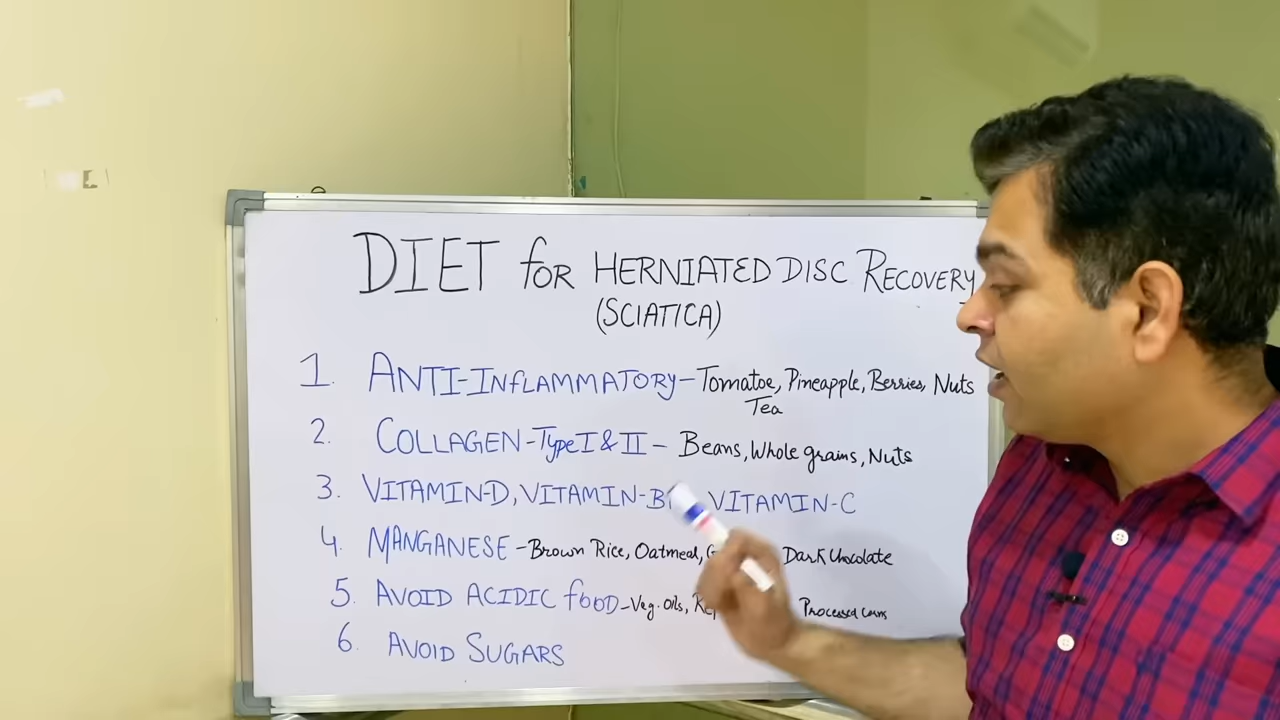 DIET for HERNIATED DISC RECOVERY
(SCIATICA)
1. ANTI-INFLAMMATORY - Tomatoe, Pineapple, Berries, Nuts
Tea
2. COLLAGEN - Type I & II - Beans, Whole grains, Nuts
3. VITAMIN-D, VITAMIN- VITAMIN-C
4. MANGANESE - Brown Rice, Oatmeal, Dark Chocolate
5. AVOID ACIDIC fOOD - Veg. Oils, Processed
6. AVOID SUGARS